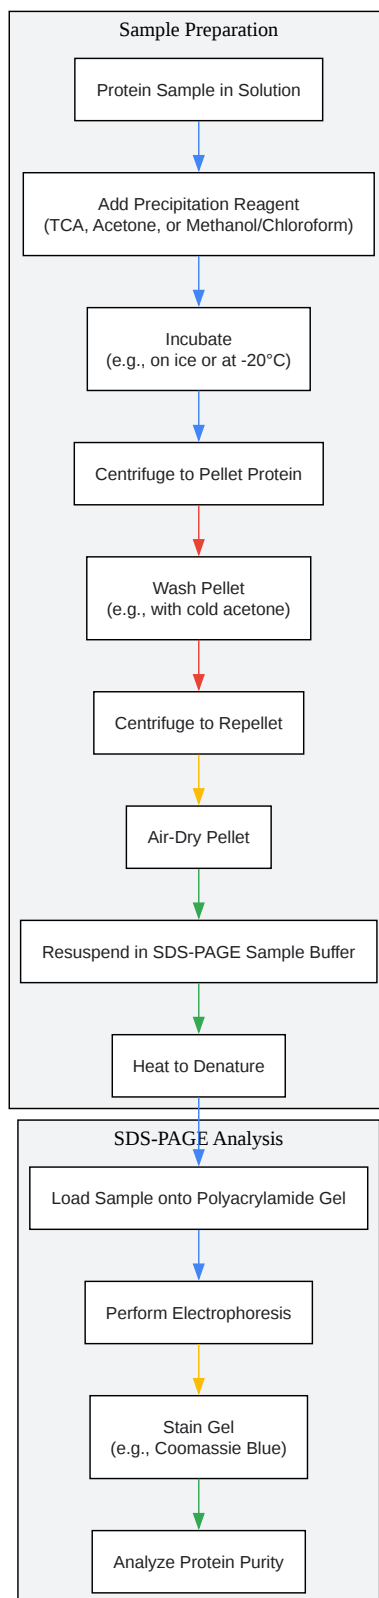 Sample Preparation
Protein Sample in Solution
Add Precipitation Reagent
(TCA, Acetone, or Methanol/Chloroform)
Incubate
(e.g., on ice or at -20°C)
Centrifuge to Pellet Protein
Wash Pellet
(e.g., with cold acetone)
Centrifuge to Repellet
Air-Dry Pellet
Resuspend in SDS-PAGE Sample Buffer
Heat to Denature
SDS-PAGE Analysis
Load Sample onto Polyacrylamide Gel
Perform Electrophoresis
Stain Gel
(e.g., Coomassie Blue)
Analyze Protein Purity